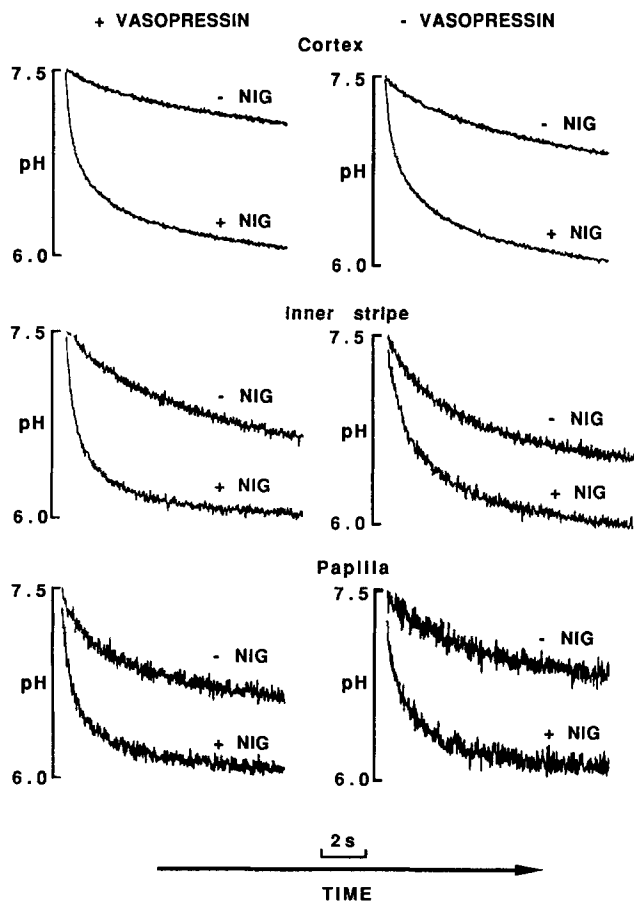 + VASOPRESSIN
- VASOPRESSIN
Cortex
7.5
pH
6.0
- NIG
+ NIG
7.5
pH
6.0
- NIG
+ NIG
Inner stripe
7.5
pH
6.0
- NIG
+ NIG
7.5
pH
6.0
- NIG
+ NIG
Papilla
7.5
pH
6.0
- NIG
+ NIG
7.5
pH
6.0
- NIG
+ NIG
2s
TIME